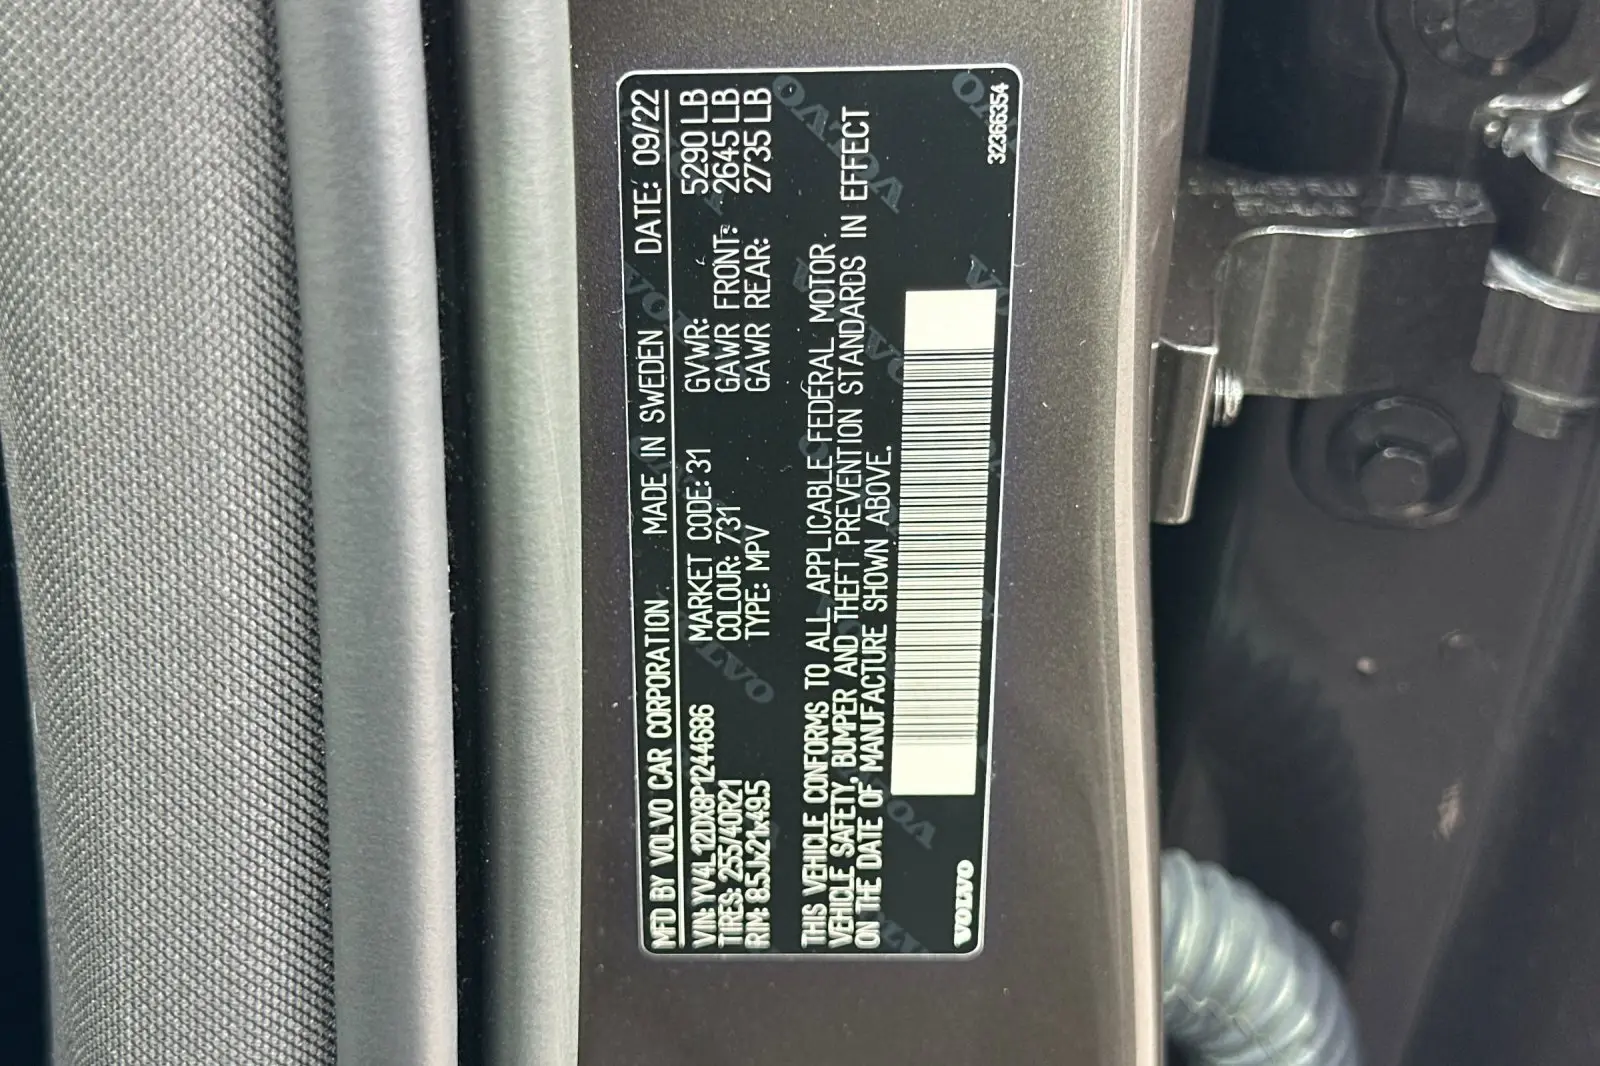 MFD BY VOLVO CAR CORPORATION MADE IN SWEDEN DATE: 09/22
VIN: YV4L12DX8P1244686 MARKET CODE: 31 GVWR: 5290 LB
TIRES: 255/40R21 COLOUR: 731 GAWR FRONT: 2645 LB
RIM: 8.5Jx21x49.5 TYPE: MPV GAWR REAR: 2735 LB
THIS VEHICLE CONFORMS TO ALL APPLICABLE FEDERAL MOTOR
VEHICLE SAFETY, BUMPER AND THEFT PREVENTION STANDARDS IN EFFECT
ON THE DATE OF MANUFACTURE SHOWN ABOVE.
VOLVO 32366354